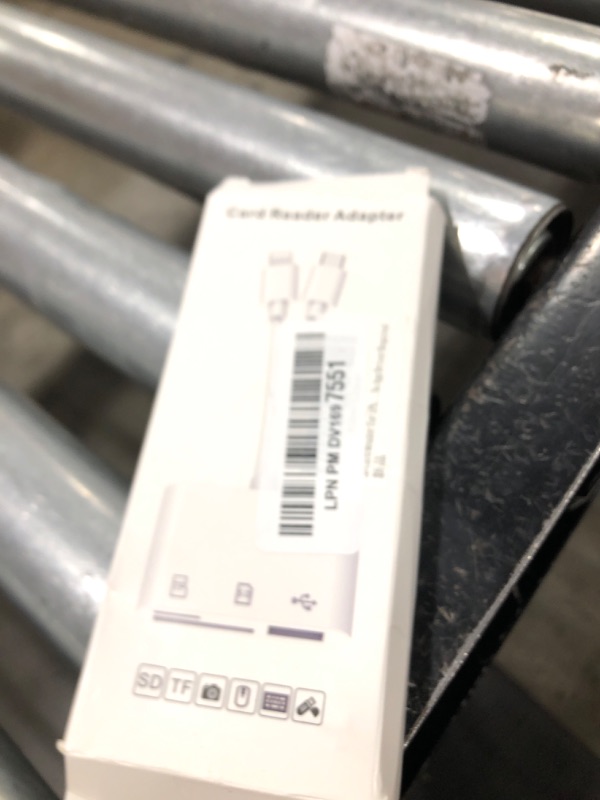 Card Reader Adapter
LPN PM DV169 7551
SD TF